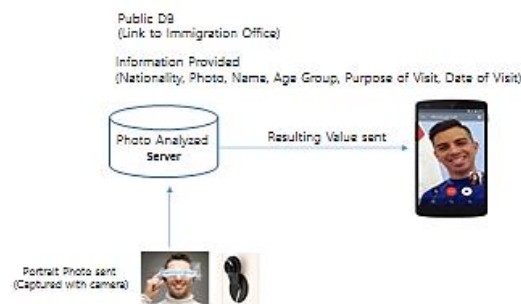 Public DB
(Link to Immigration Office)
Information Provided
(Nationality, Photo, Name, Age Group, Purpose of Visit, Date of Visit)
Photo Analyzed
Server
Resulting Value sent
Portrait Photo sent
(Captured with camera)